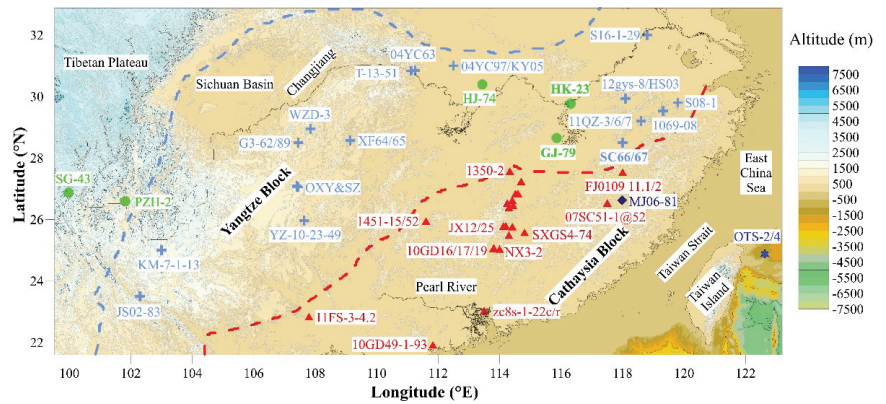 32
30
28
26
24
22
Latitude (°N)
100
102
104
106
108
110
112
114
116
118
120
122
Longitude (°E)
Tibetan Plateau
Sichuan Basin
Changjiang
04YC63
T-13-51
04YC97/KY05
S16-1-29
HJ-74
HK-23
12gys-8/HS03
S08-1
11QZ-3/6/7
1069-08
GJ-79
SC66/67
WZD-3
G3-62/89
XF64/65
SG-43
PZH-2
Yangtze Block
OXY&SZ
YZ-10-23-49
KM-7-1-13
JS02-83
1350-2
FJ0109 11.1/2
MJ06-81
07SC51-1@52
1451-15/52
JX12/25
SXGS4-74
10GD16/17/19
NX3-2
Cathaysia Block
East
China
Sea
OTS-2/4
Taiwan Strait
Taiwan
Island
Pearl River
zc8s-1-22c/r
11FS-3-4.2
10GD49-1-93
Altitude (m)
7500
6500
5500
4500
3500
2500
1500
500
-500
-1500
-2500
-3500
-4500
-5500
-6500
-7500